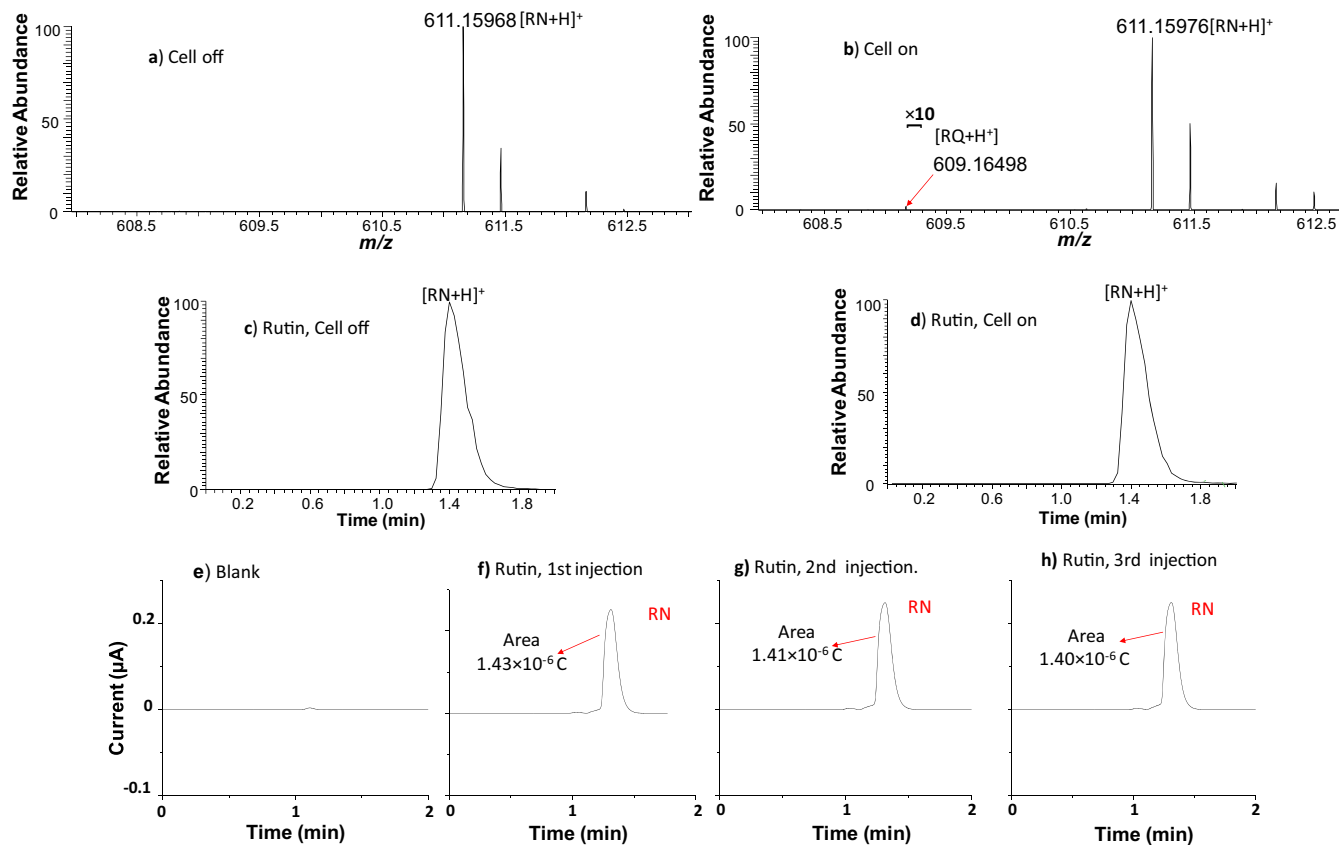 a) Cell off
611.15968 [RN+H]⁺
Relative Abundance
100
50
0
608.5 609.5 610.5 611.5 612.5
m/z
b) Cell on
611.15976 [RN+H]⁺
×10
[RQ+H⁺]
609.16498
Relative Abundance
100
50
0
608.5 609.5 610.5 611.5 612.5
m/z
c) Rutin, Cell off
[RN+H]⁺
Relative Abundance
100
50
0
0.2 0.6 1.0 1.4 1.8
Time (min)
d) Rutin, Cell on
[RN+H]⁺
Relative Abundance
100
50
0
0.2 0.6 1.0 1.4 1.8
Time (min)
e) Blank
Current (µA)
0.2
0
-0.1
0 1 2
Time (min)
f) Rutin, 1st injection
RN
Area
1.43×10⁻⁶ C
0 1 2
Time (min)
g) Rutin, 2nd injection.
RN
Area
1.41×10⁻⁶ C
0 1 2
Time (min)
h) Rutin, 3rd injection
RN
Area
1.40×10⁻⁶ C
0 1 2
Time (min)